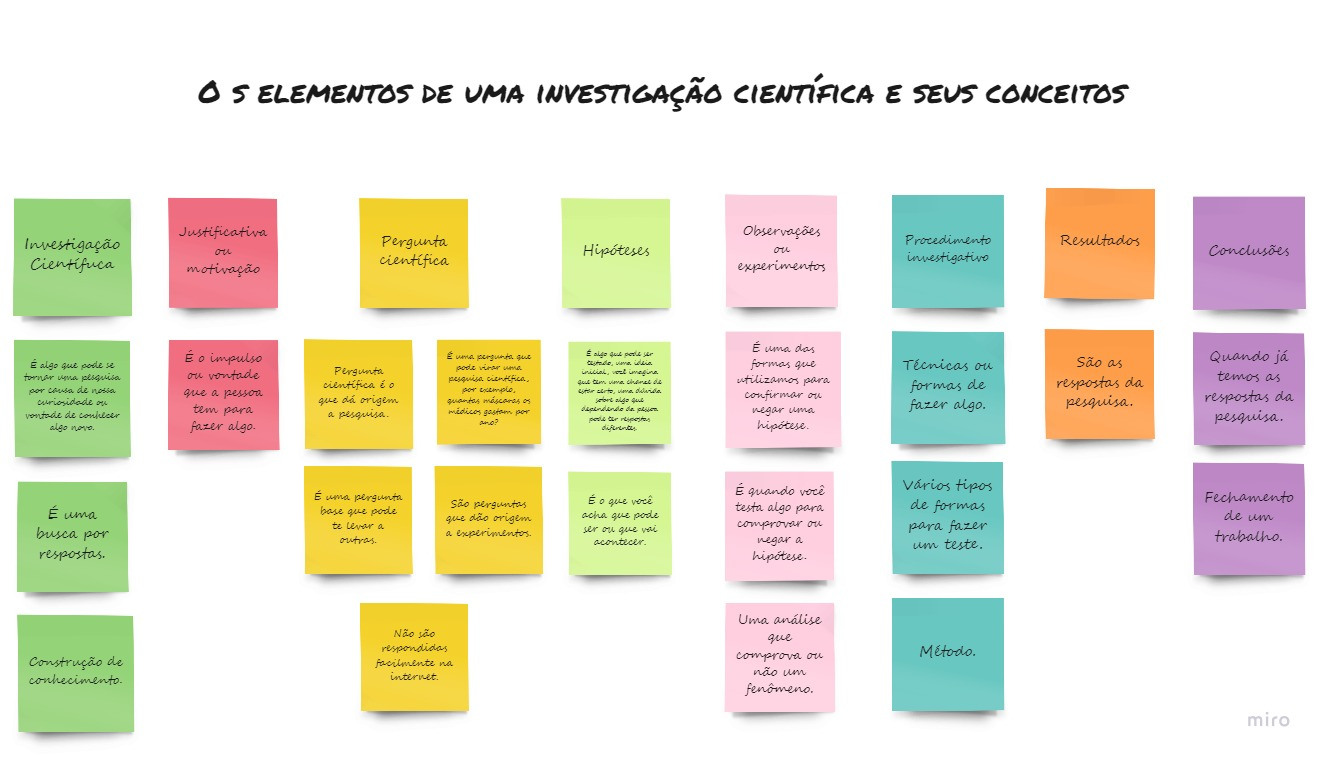 O s elementos de uma investigação científica e seus conceitos
Investigação
Científuca
Justificativa
ou
motivação
Pergunta
científica
Hipóteses
Observações
ou
experimentos
Procedimento
investigativo
Resultados
Conclusões
É algo que pode se
tornar uma pesquisa
por causa de nossa
curiosidade ou
vontade de conhecer
algo novo.
É o impulso
ou vontade
que a pessoa
tem para
fazer algo.
Pergunta
científica é o
que dá origem
a pesquisa.
É uma pergunta que
pode virar uma
pesquisa científica,
por exemplo,
quantas máscaras os
médicos gastam por
ano?
É algo que pode ser
testado, uma ideia
inicial, você imagina
que tem uma chance de
estar certo, uma dúvida
sobre algo que
dependendo da pessoa
pode ter respostas
diferentes.
É uma das
formas que
utilizamos para
confirmar ou
negar uma
hipótese.
Técnicas ou
formas de
fazer algo.
São as
respostas da
pesquisa.
Quando já
temos as
respostas da
pesquisa.
É uma
busca por
respostas.
É uma pergunta
base que pode
te levar a
outras.
São perguntas
que dão origem
a experimentos.
É o que você
acha que pode
ser ou que vai
acontecer.
É quando você
testa algo para
comprovar ou
negar a
hipótese.
Vários tipos
de formas
para fazer
um teste.
Fechamento
de um
trabalho.
Construção de
conhecimento.
Não são
respondidas
facilmente na
internet.
Uma análise
que
comprova ou
não um
fenômeno.
Método.
miro